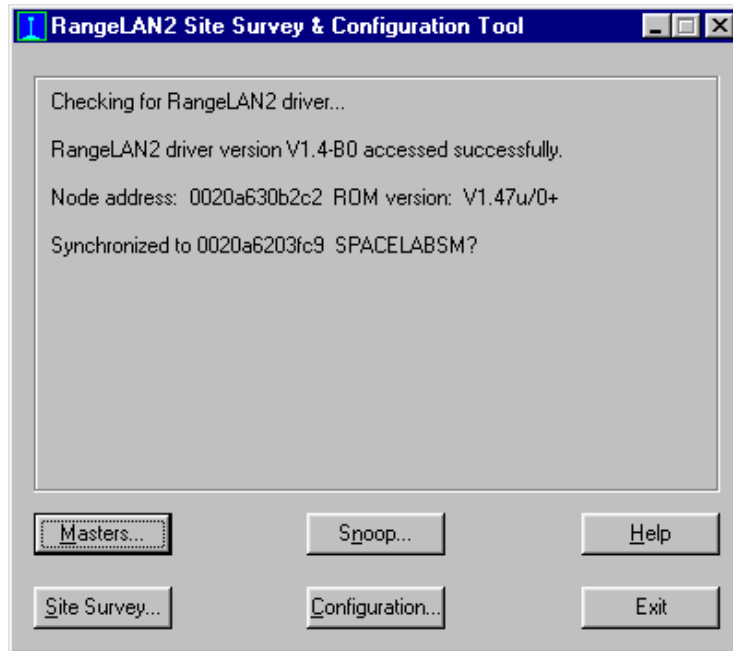 RangeLAN2 Site Survey & Configuration Tool
Checking for RangeLAN2 driver...
RangeLAN2 driver version V1.4-B0 accessed successfully.
Node address:  0020a630b2c2  ROM version:  V1.47u/0+
Synchronized to 0020a6203fc9  SPACELABSM?
Masters... Snoop... Help
Site Survey... Configuration... Exit